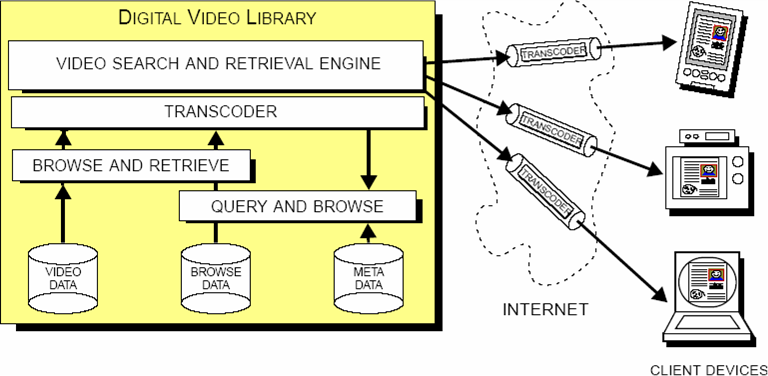 DIGITAL VIDEO LIBRARY
VIDEO SEARCH AND RETRIEVAL ENGINE
TRANSCODER
BROWSE AND RETRIEVE
QUERY AND BROWSE
VIDEO
DATA
BROWSE
DATA
META
DATA
TRANSCODER
TRANSCODER
TRANSCODER
INTERNET
CLIENT DEVICES